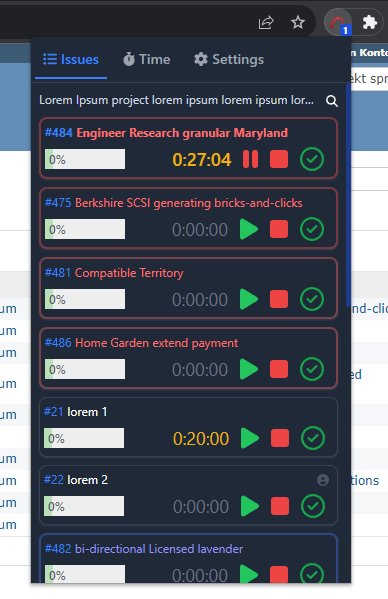 1
n Konto
Issues Time Settings
ekt spr
Lorem Ipsum project lorem ipsum lorem ipsum lor...
#484 Engineer Research granular Maryland
0% 0:27:04
#475 Berkshire SCSI generating bricks-and-clicks
0% 0:00:00
#481 Compatible Territory
0% 0:00:00
um nd-clic
um
um
#486 Home Garden extend payment
0% 0:00:00
um ed
um
#21 lorem 1
0% 0:20:00
um
#22 lorem 2
um tions
0% 0:00:00
um
um
#482 bi-directional Licensed lavender
0% 0:00:00